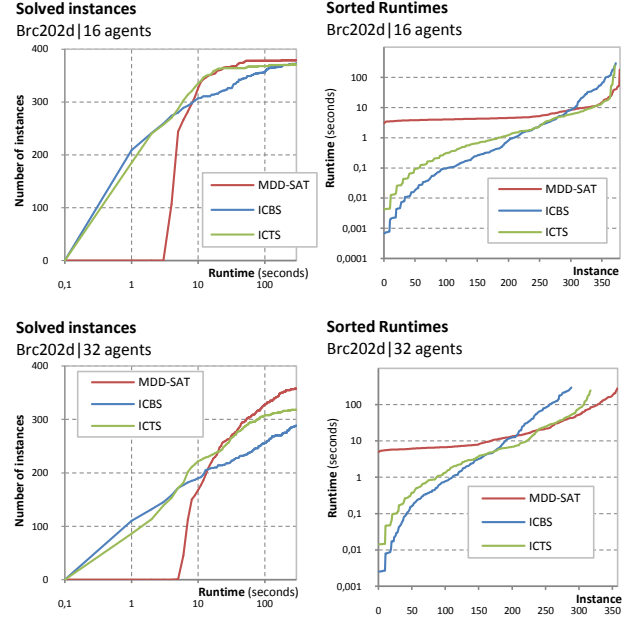 Solved instances
Brc202d|16 agents
Number of instances
400
300
200
100
0
0,1
1
10
100
Runtime (seconds)
MDD-SAT
ICBS
ICTS
Sorted Runtimes
Brc202d|16 agents
Runtime (seconds)
100
10
1
0,1
0,01
0,001
0,0001
0
50
100
150
200
250
300
350
Instance
MDD-SAT
ICBS
ICTS
Solved instances
Brc202d|32 agents
Number of instances
400
300
200
100
0
0,1
1
10
100
Runtime (seconds)
MDD-SAT
ICBS
ICTS
Sorted Runtimes
Brc202d|32 agents
Runtime (seconds)
100
10
1
0,1
0,01
0,001
0
50
100
150
200
250
300
350
Instance
MDD-SAT
ICBS
ICTS